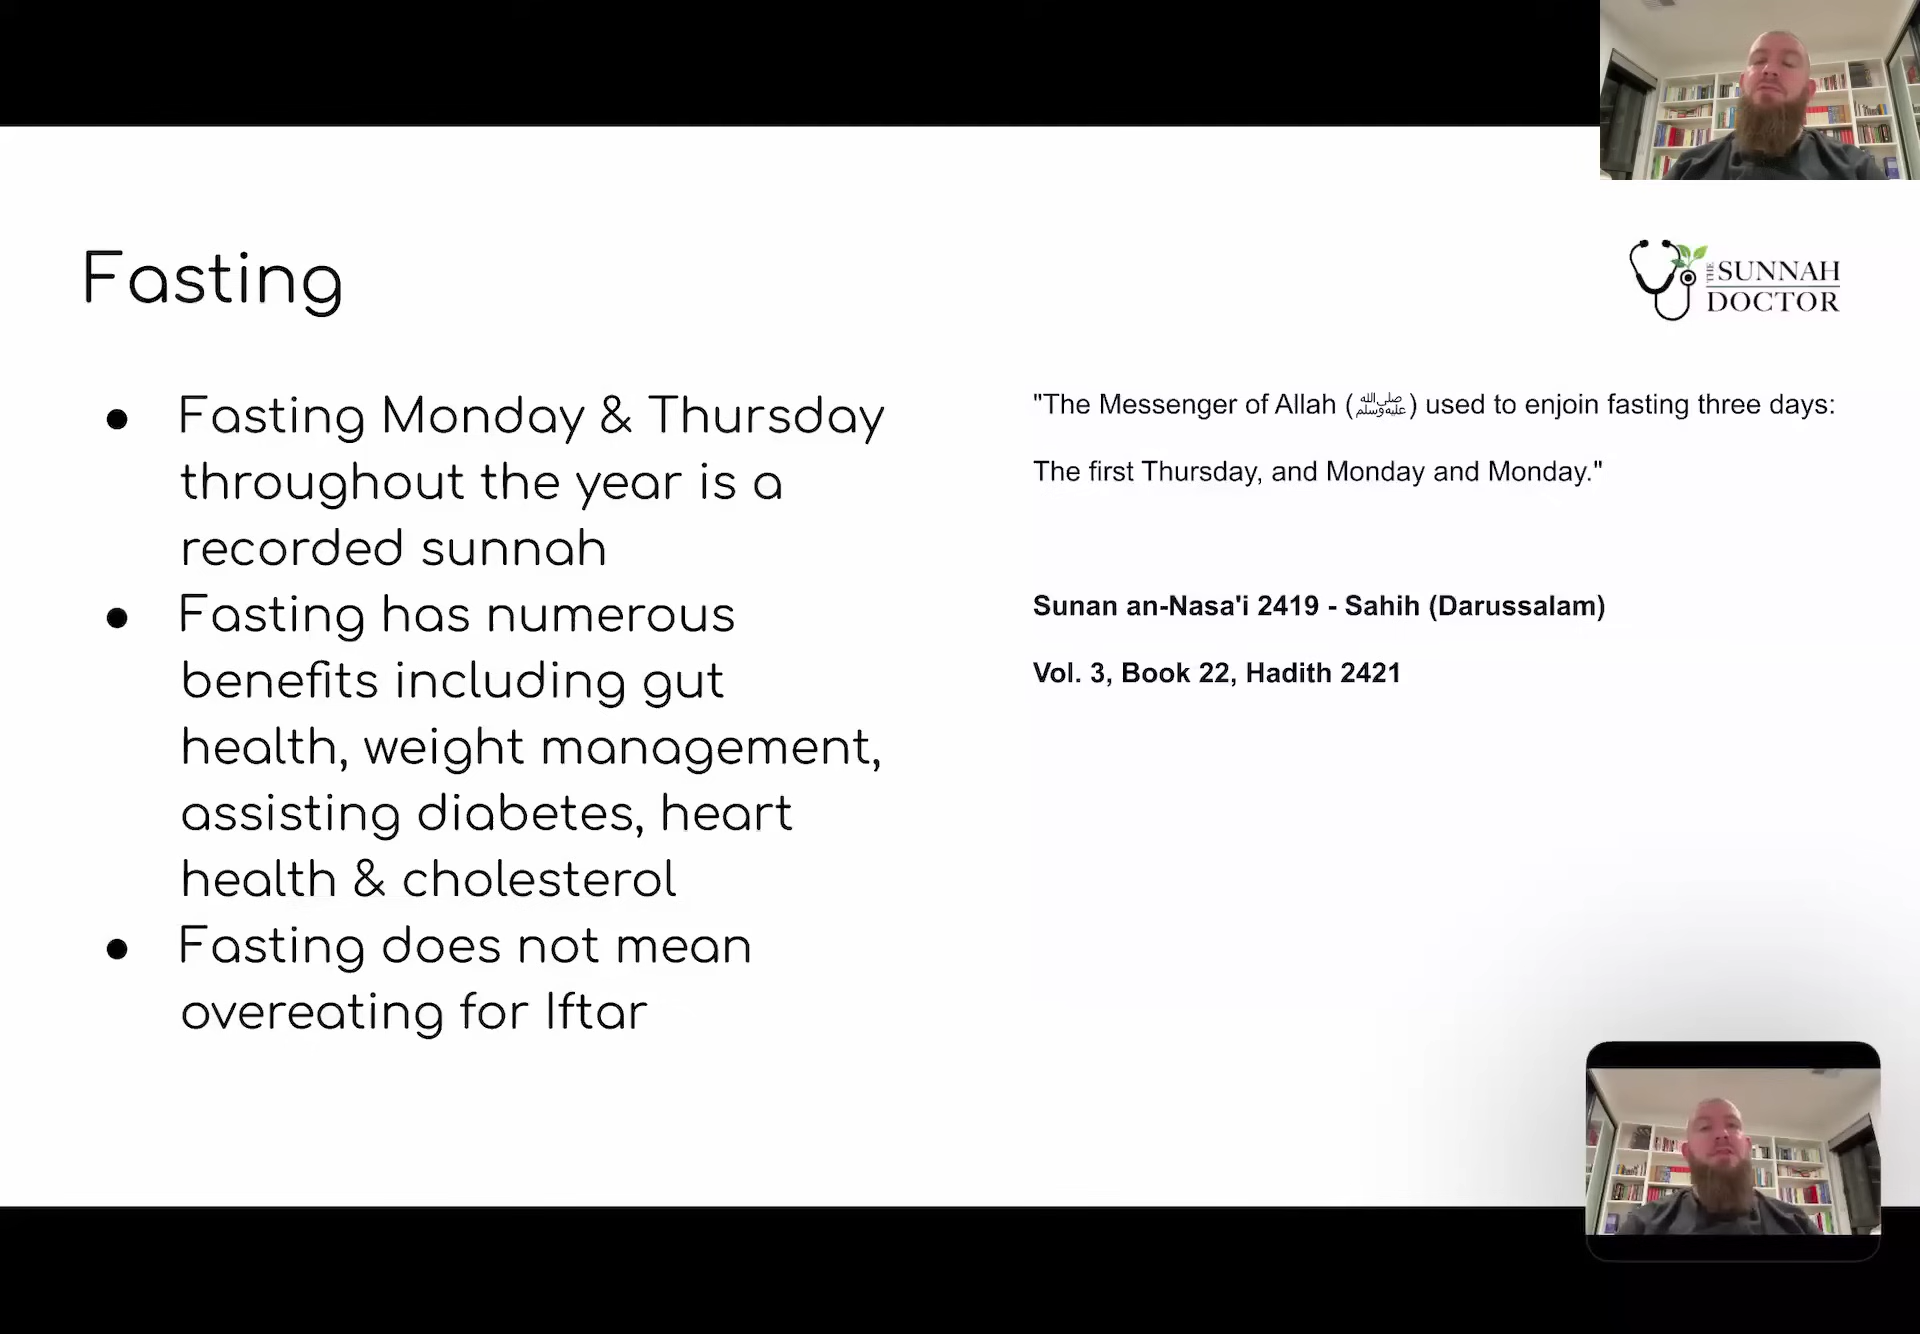 Fasting
THE SUNNAH
DOCTOR
● Fasting Monday & Thursday
throughout the year is a
recorded sunnah
● Fasting has numerous
benefits including gut
health, weight management,
assisting diabetes, heart
health & cholesterol
● Fasting does not mean
overeating for Iftar
"The Messenger of Allah (ﷺ) used to enjoin fasting three days:
The first Thursday, and Monday and Monday."
Sunan an-Nasa'i 2419 - Sahih (Darussalam)
Vol. 3, Book 22, Hadith 2421